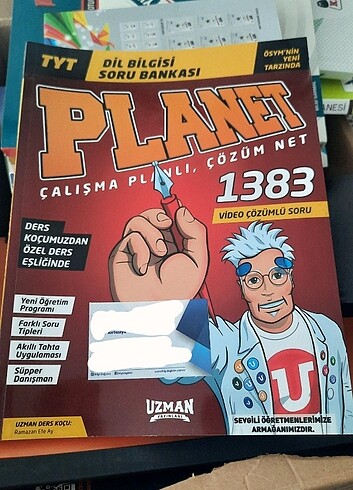 TYT
DİL BİLGİSİ
SORU BANKASI
ÖSYM'NİN
YENİ
TARZINDA
PLANET
ÇALIŞMA PLANLI, ÇÖZÜM NET
1383
VİDEO ÇÖZÜMLÜ SORU
DERS
KOÇUMUZDAN
ÖZEL DERS
EŞLİĞİNDE
Yeni Öğretim
Programı
Farklı Soru
Tipleri
Akıllı Tahta
Uygulaması
Süpper
Danışman
U
UZMAN
YAYINLARI
UZMAN DERS KOÇU:
Ramazan Efe Ay
SEVGİLİ ÖĞRETMENLERİMİZE
ARMAĞANIMIZDIR.